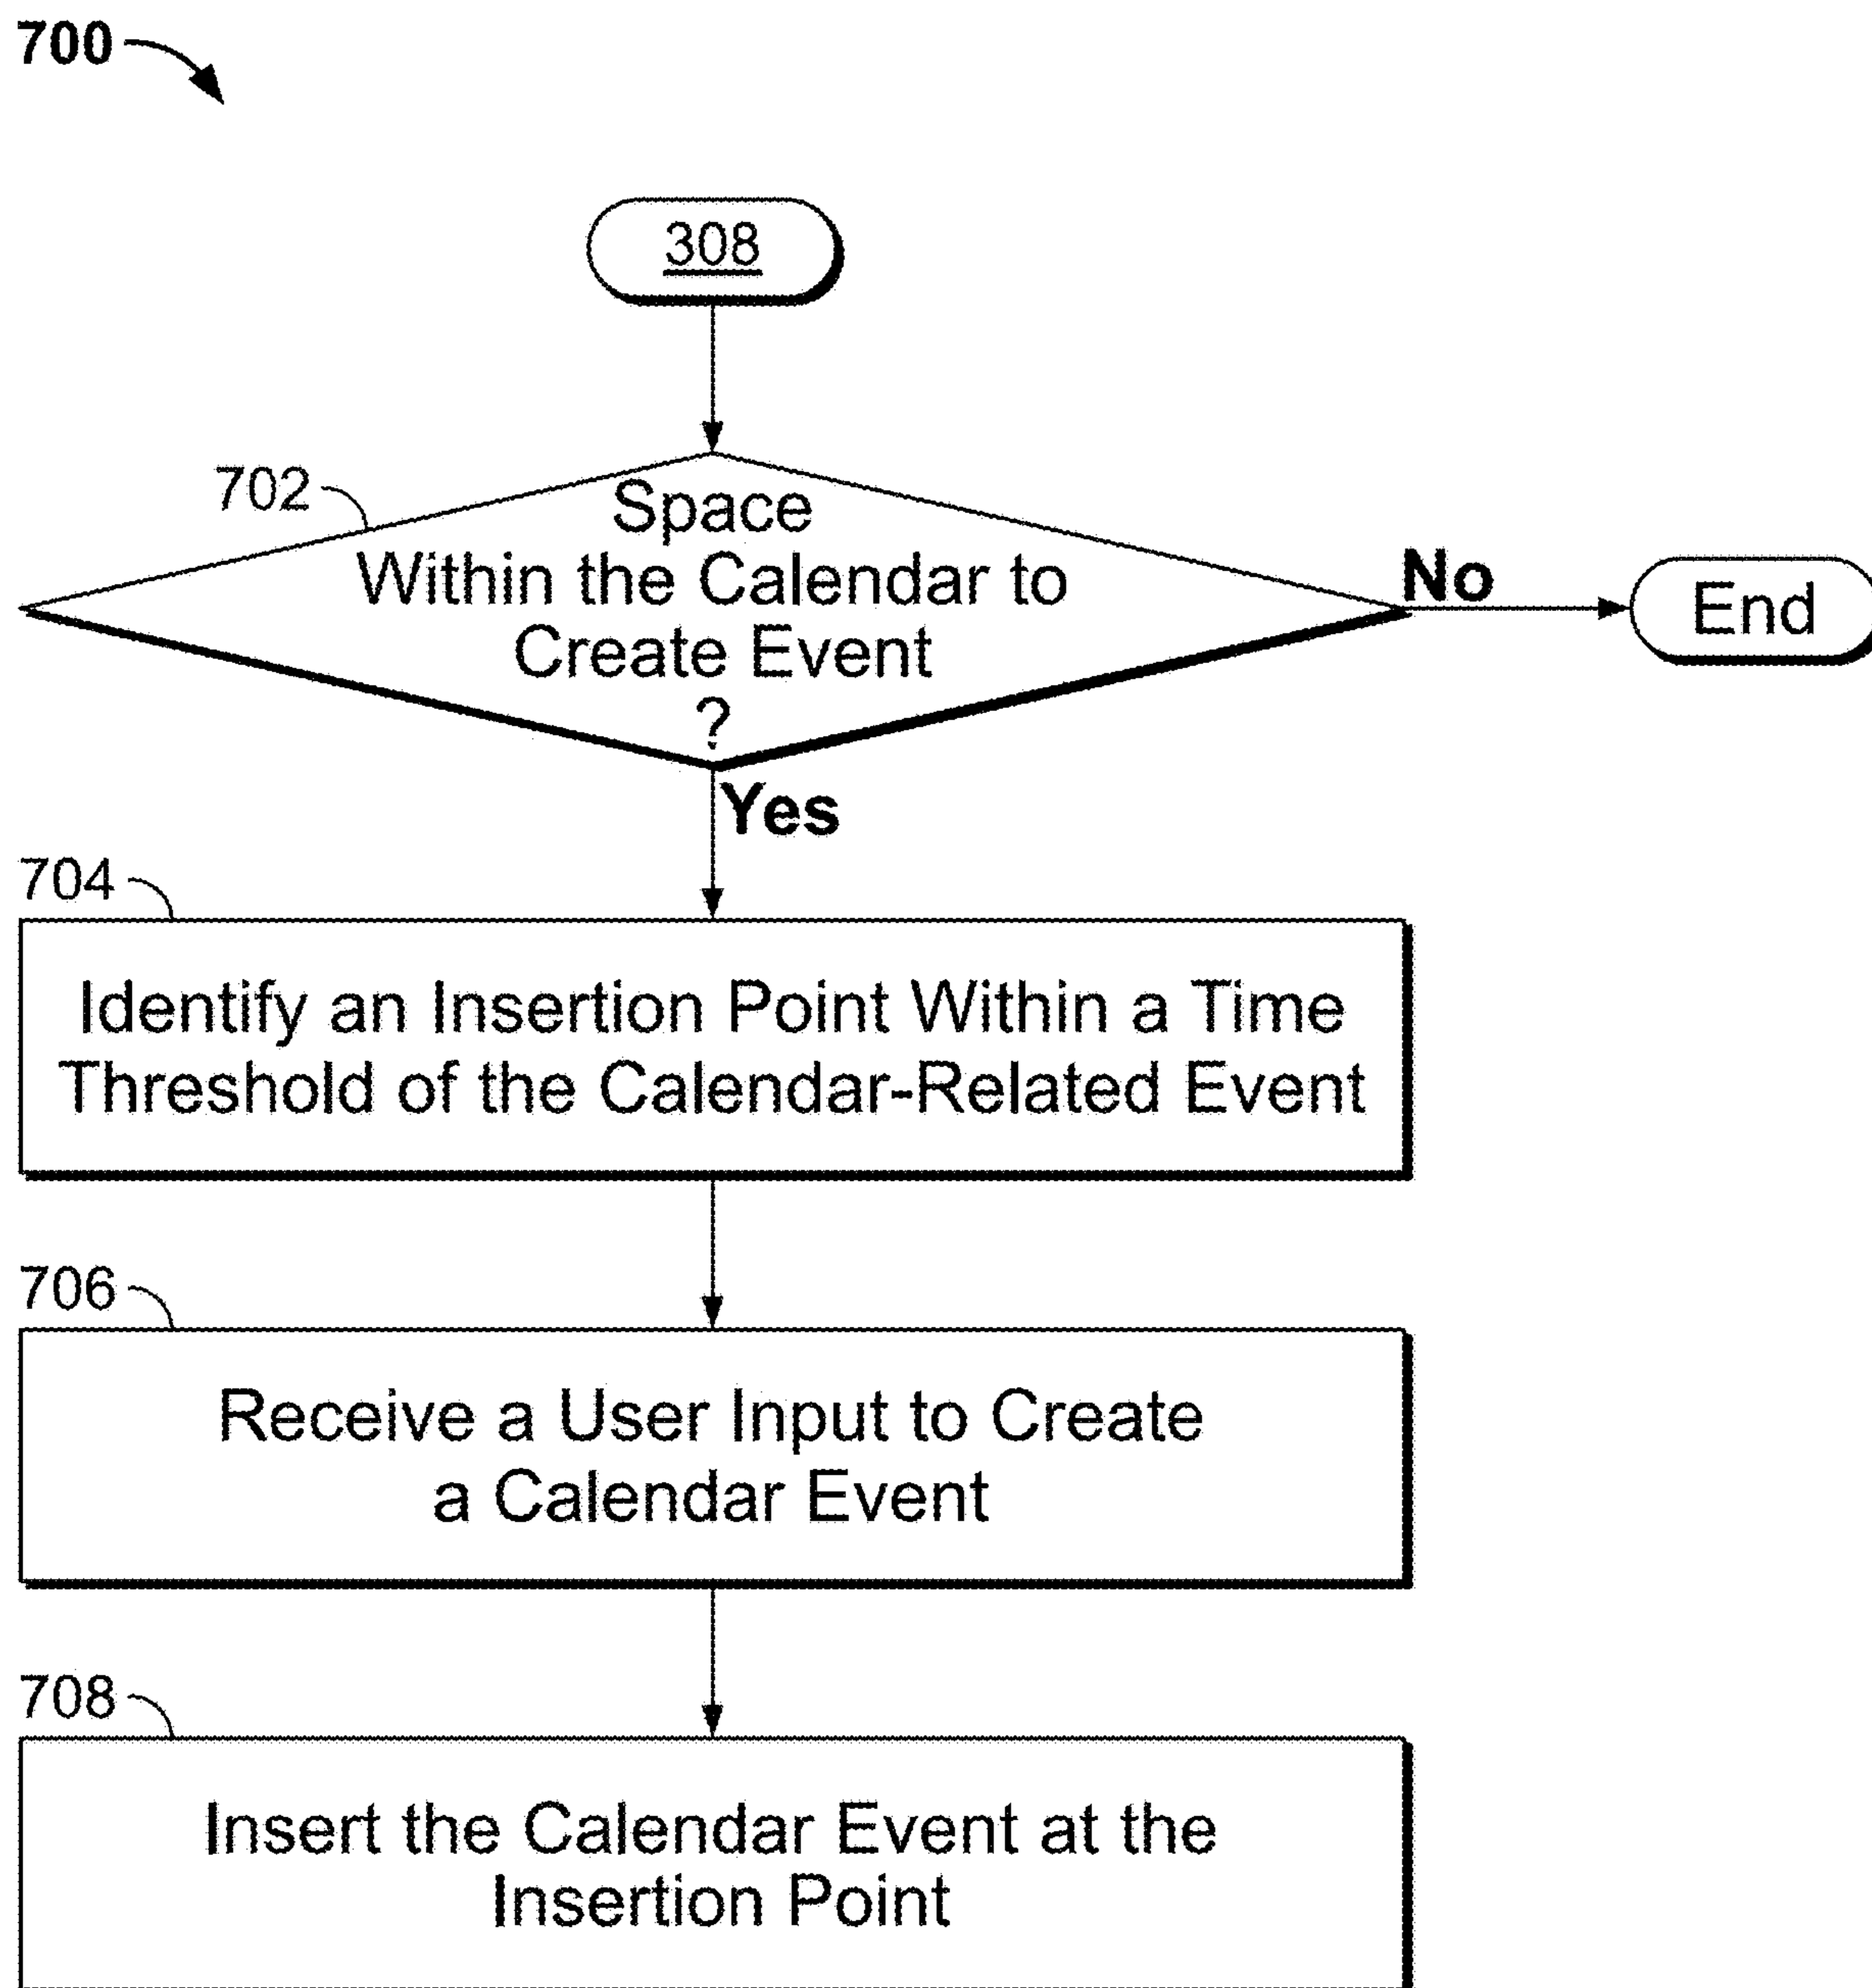 700
308
702
Space
Within the Calendar to
Create Event
?
No
End
Yes
704
Identify an Insertion Point Within a Time
Threshold of the Calendar-Related Event
706
Receive a User Input to Create
a Calendar Event
708
Insert the Calendar Event at the
Insertion Point